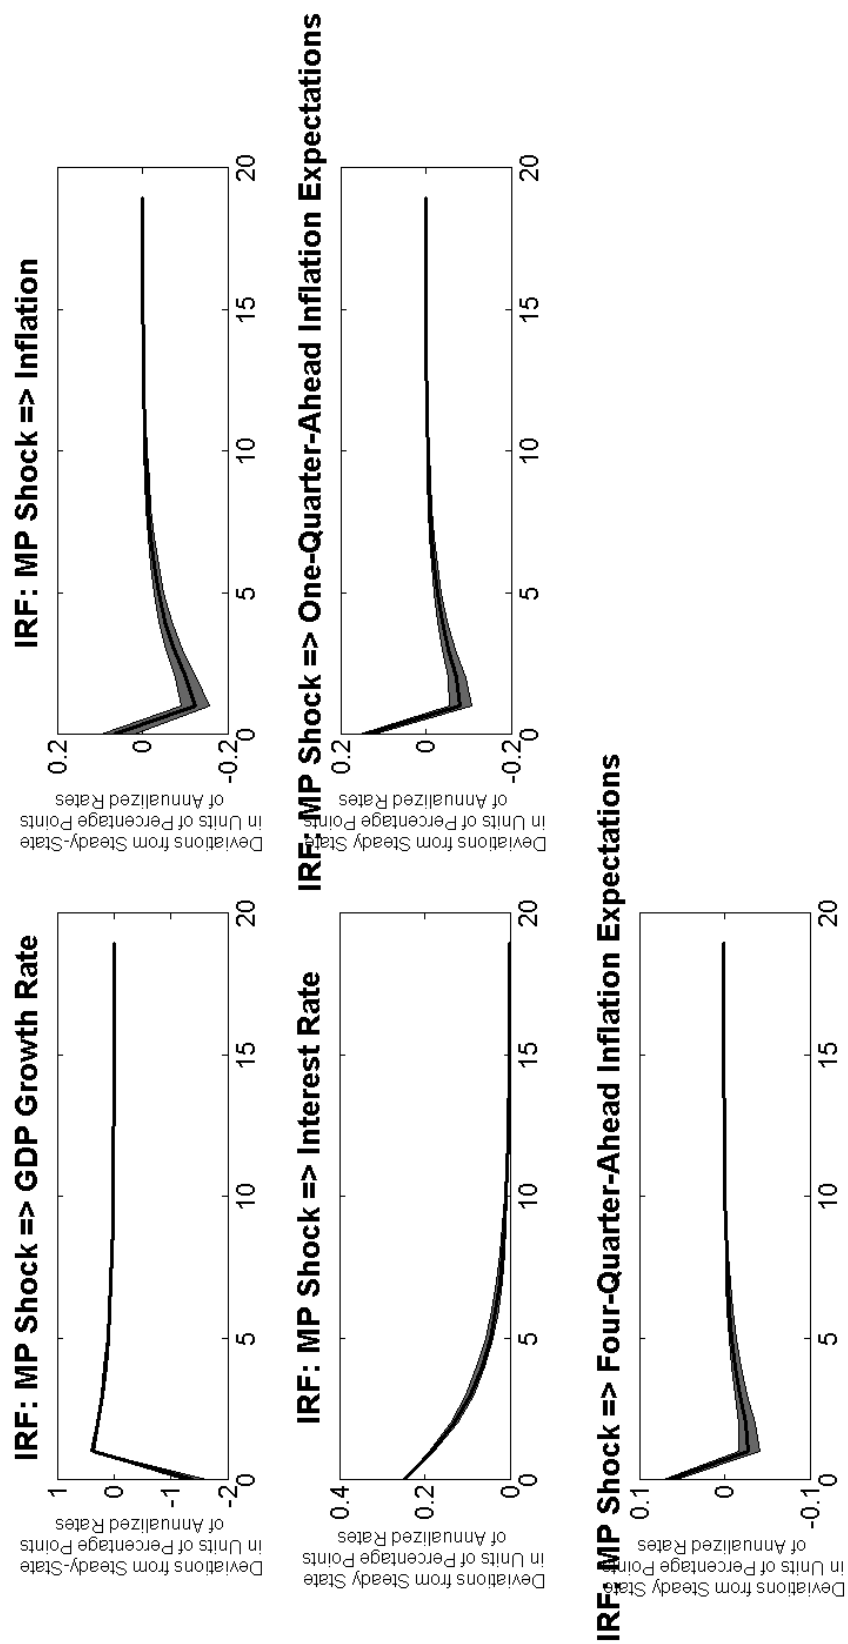 IRF: MP Shock => GDP Growth Rate
Deviations from Steady-State
in Units of Percentage Points
of Annualized Rates
1
0
-1
-2
0
5
10
15
20
IRF: MP Shock => Inflation
Deviations from Steady-State
in Units of Percentage Points
of Annualized Rates
0.2
0
-0.2
0
5
10
15
20
IRF: MP Shock => Interest Rate
Deviations from Steady State
in Units of Percentage Points
of Annualized Rates
0.4
0.2
0
0
5
10
15
20
IRF: MP Shock => One-Quarter-Ahead Inflation Expectations
Deviations from Steady State
in Units of Percentage Points
of Annualized Rates
0.2
0
-0.2
0
5
10
15
20
IRF: MP Shock => Four-Quarter-Ahead Inflation Expectations
Deviations from Steady State
in Units of Percentage Points
of Annualized Rates
0.1
0
-0.1
0
5
10
15
20